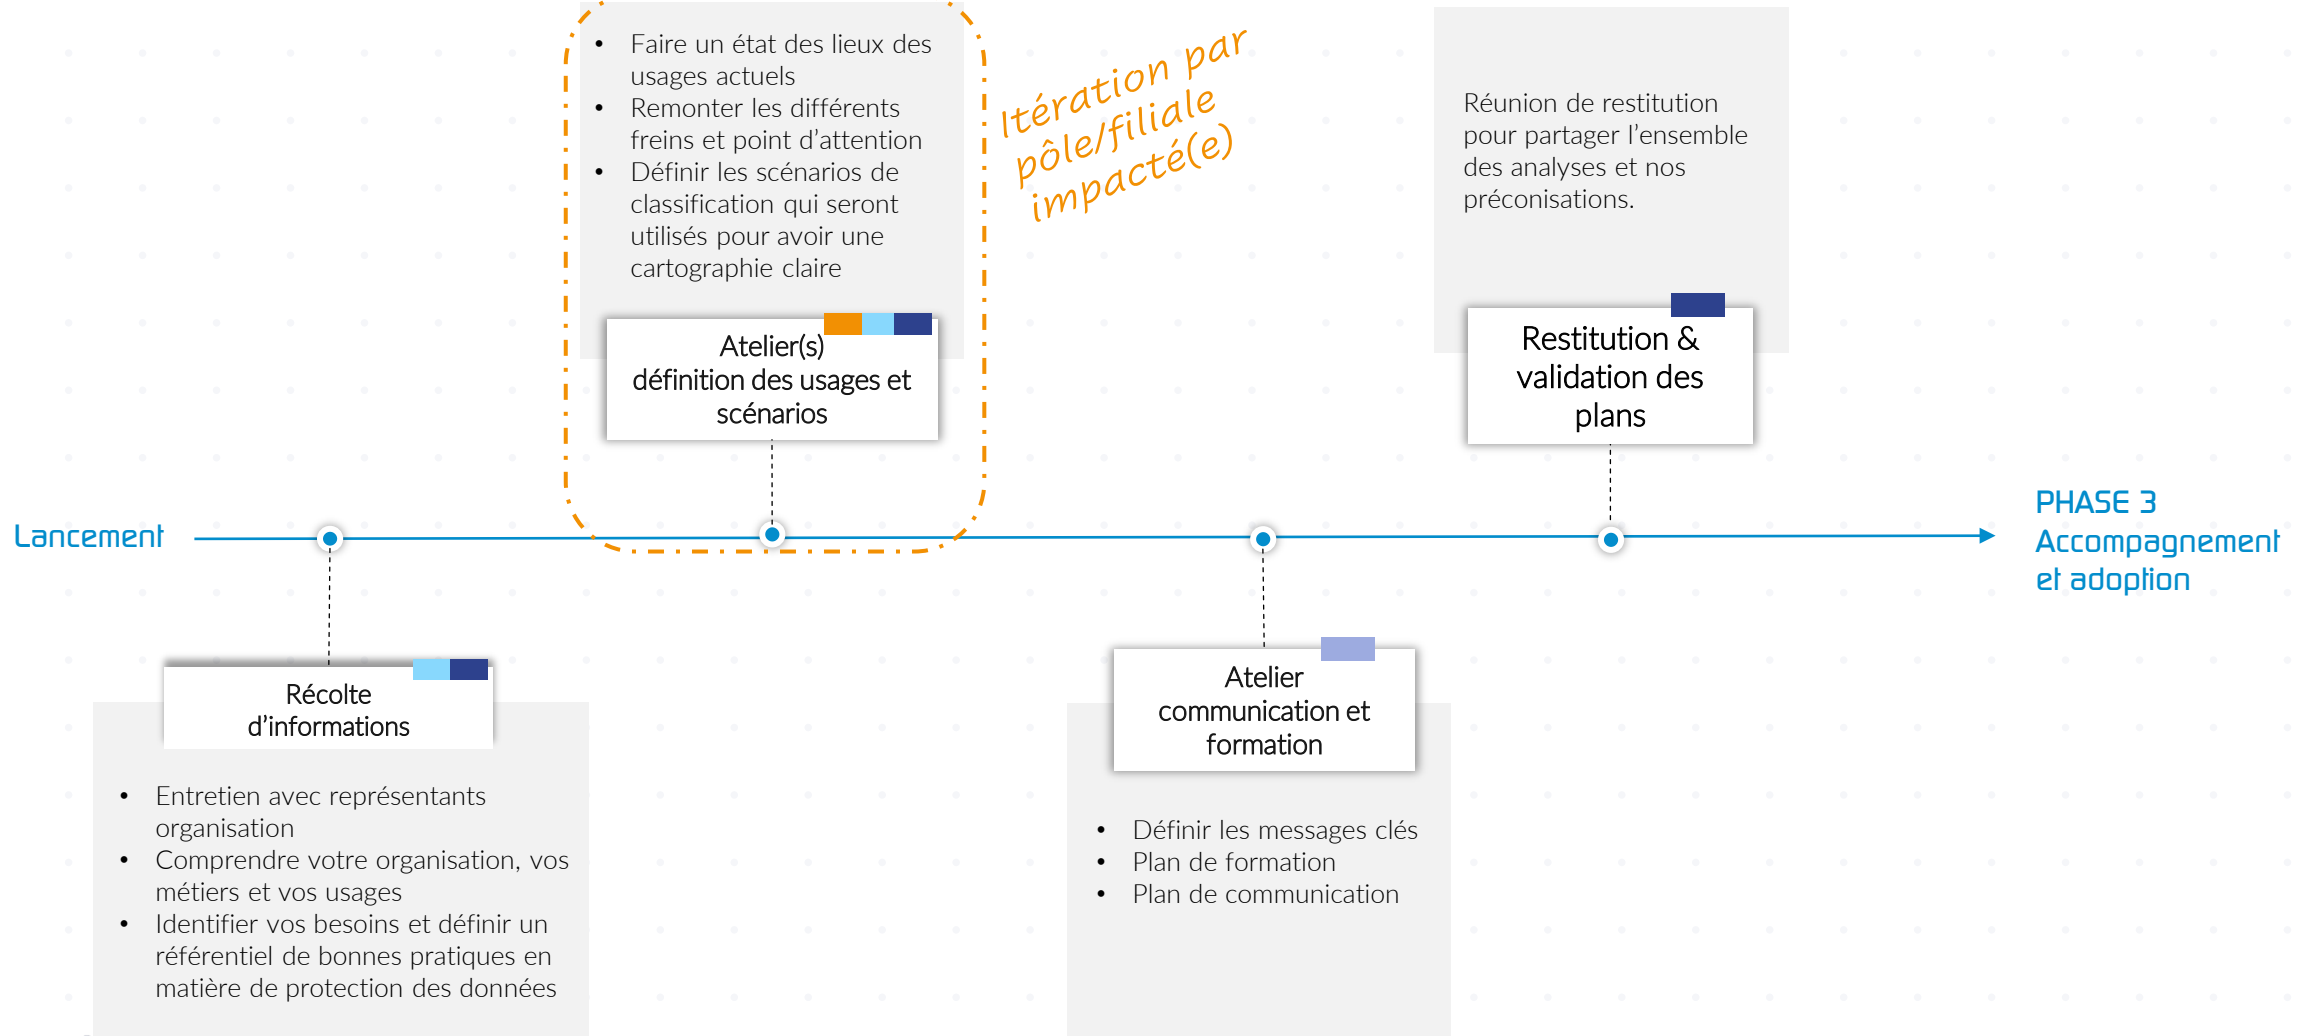 • Faire un état des lieux des
usages actuels
• Remonter les différents
freins et point d’attention
• Définir les scénarios de
classification qui seront
utilisés pour avoir une
cartographie claire
Atelier(s)
définition des usages et
scénarios
Itération par
pôle/filiale
impacté(e)
Réunion de restitution
pour partager l’ensemble
des analyses et nos
préconisations.
Restitution &
validation des
plans
Lancement
PHASE 3
Accompagnement
et adoption
Récolte
d’informations
• Entretien avec représentants
organisation
• Comprendre votre organisation, vos
métiers et vos usages
• Identifier vos besoins et définir un
référentiel de bonnes pratiques en
matière de protection des données
Atelier
communication et
formation
• Définir les messages clés
• Plan de formation
• Plan de communication